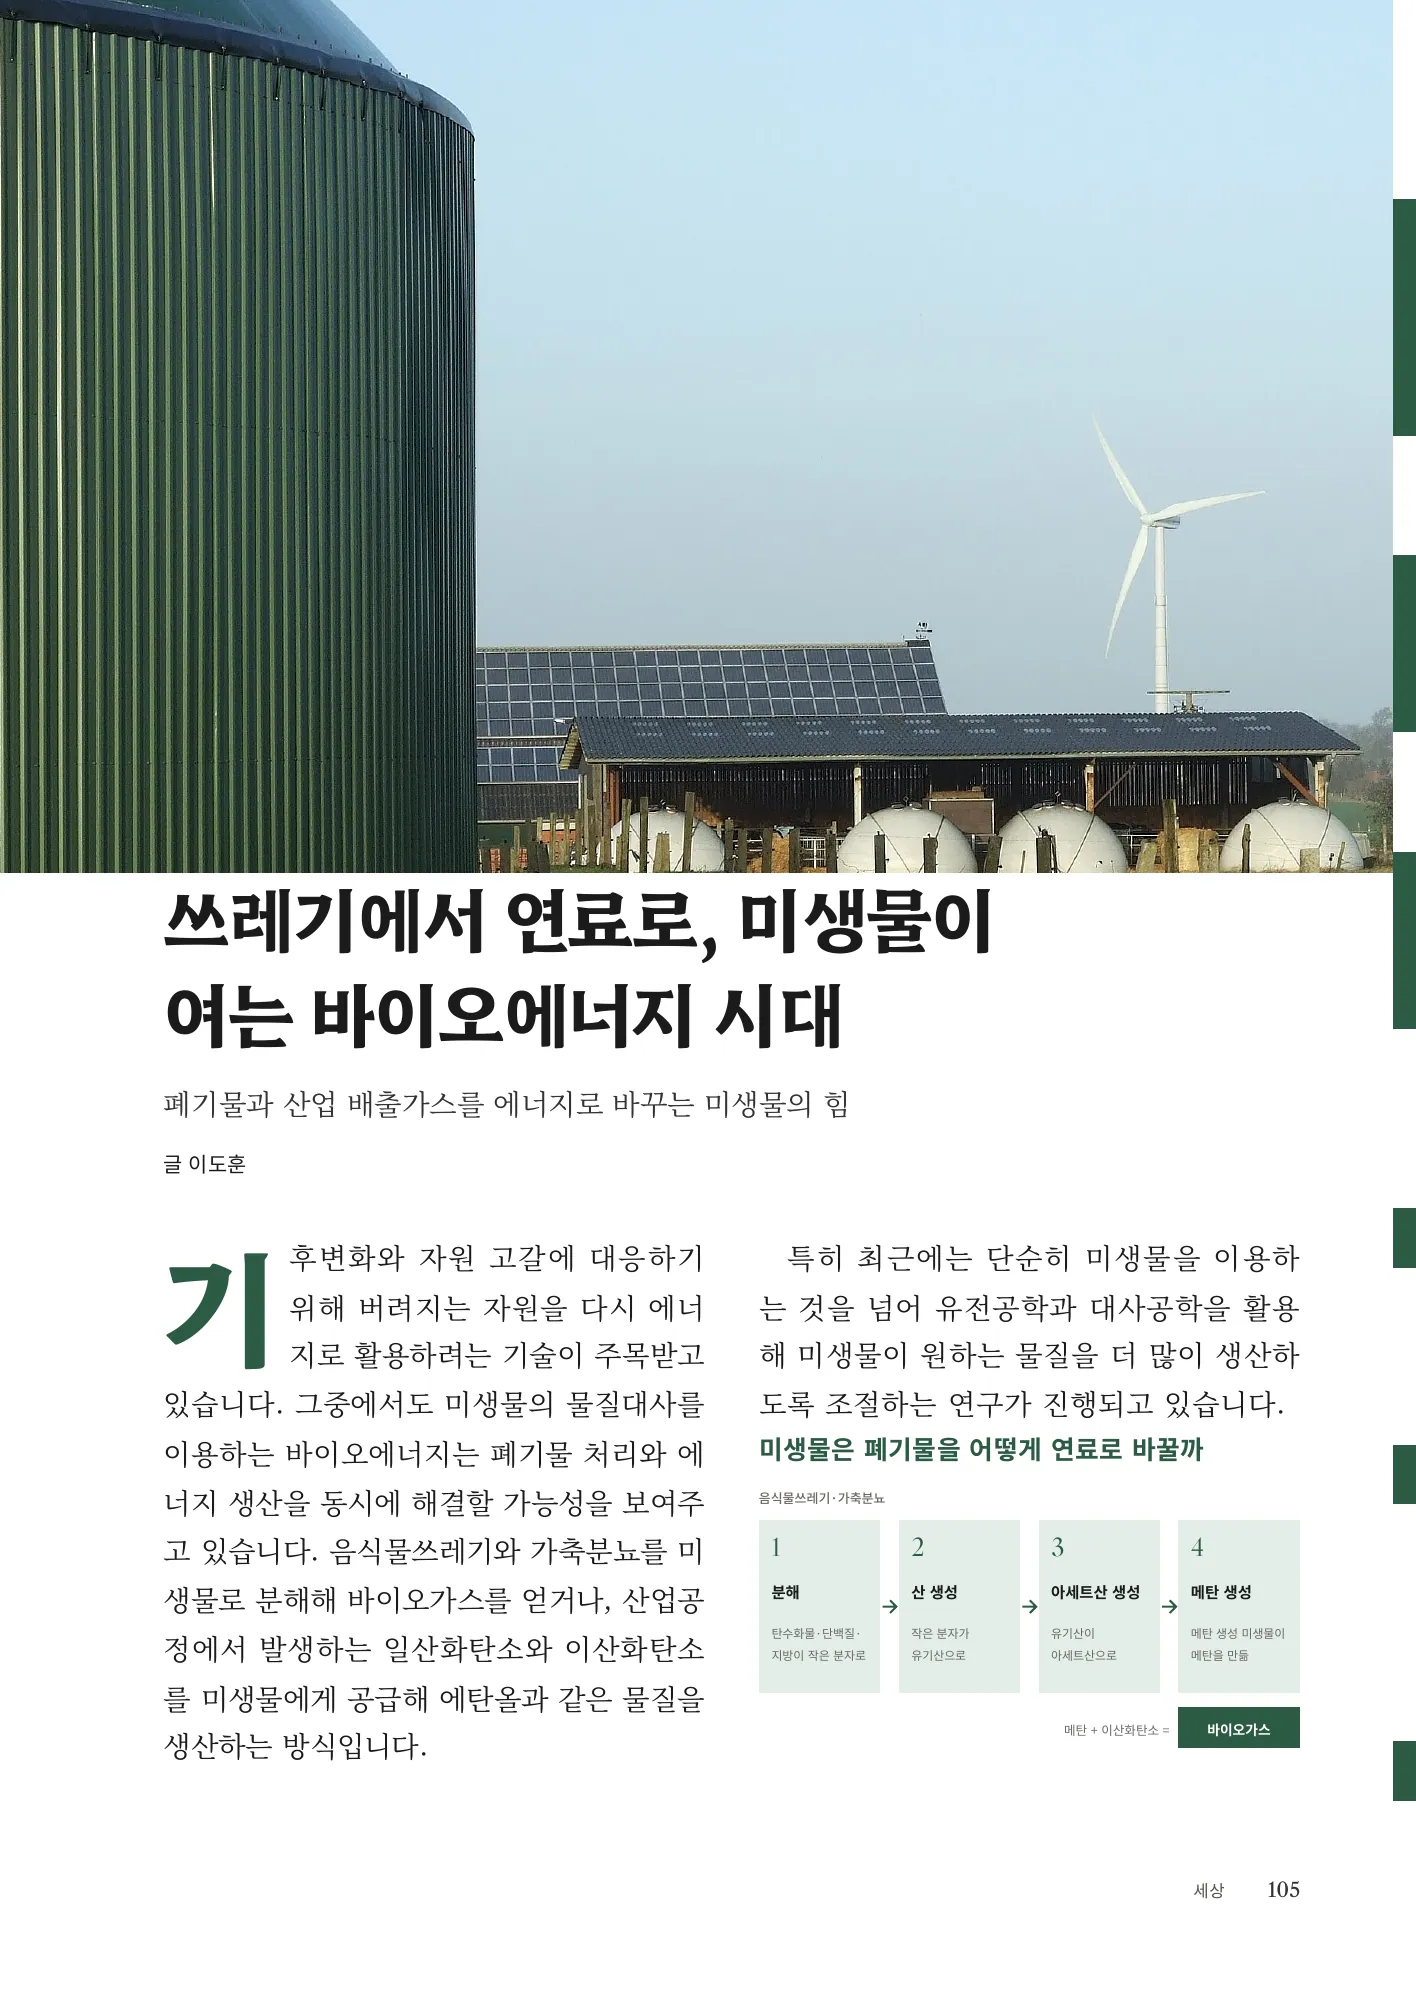 쓰레기에서 연료로, 미생물이
여는 바이오에너지 시대
폐기물과 산업 배출가스를 에너지로 바꾸는 미생물의 힘
글 이도훈
기후변화와 자원 고갈에 대응하기
위해 버려지는 자원을 다시 에너
지로 활용하려는 기술이 주목받고
있습니다. 그중에서도 미생물의 물질대사를
이용하는 바이오에너지는 폐기물 처리와 에
너지 생산을 동시에 해결할 가능성을 보여주
고 있습니다. 음식물쓰레기와 가축분뇨를 미
생물로 분해해 바이오가스를 얻거나, 산업공
정에서 발생하는 일산화탄소와 이산화탄소
를 미생물에게 공급해 에탄올과 같은 물질을
생산하는 방식입니다.
특히 최근에는 단순히 미생물을 이용하
는 것을 넘어 유전공학과 대사공학을 활용
해 미생물이 원하는 물질을 더 많이 생산하
도록 조절하는 연구가 진행되고 있습니다.
미생물은 폐기물을 어떻게 연료로 바꿀까
음식물쓰레기·가축분뇨
1
분해
탄수화물·단백질·
지방이 작은 분자로
→
2
산 생성
작은 분자가
유기산으로
→
3
아세트산 생성
유기산이
아세트산으로
→
4
메탄 생성
메탄 생성 미생물이
메탄을 만듦
메탄 + 이산화탄소 =
바이오가스
세상 105